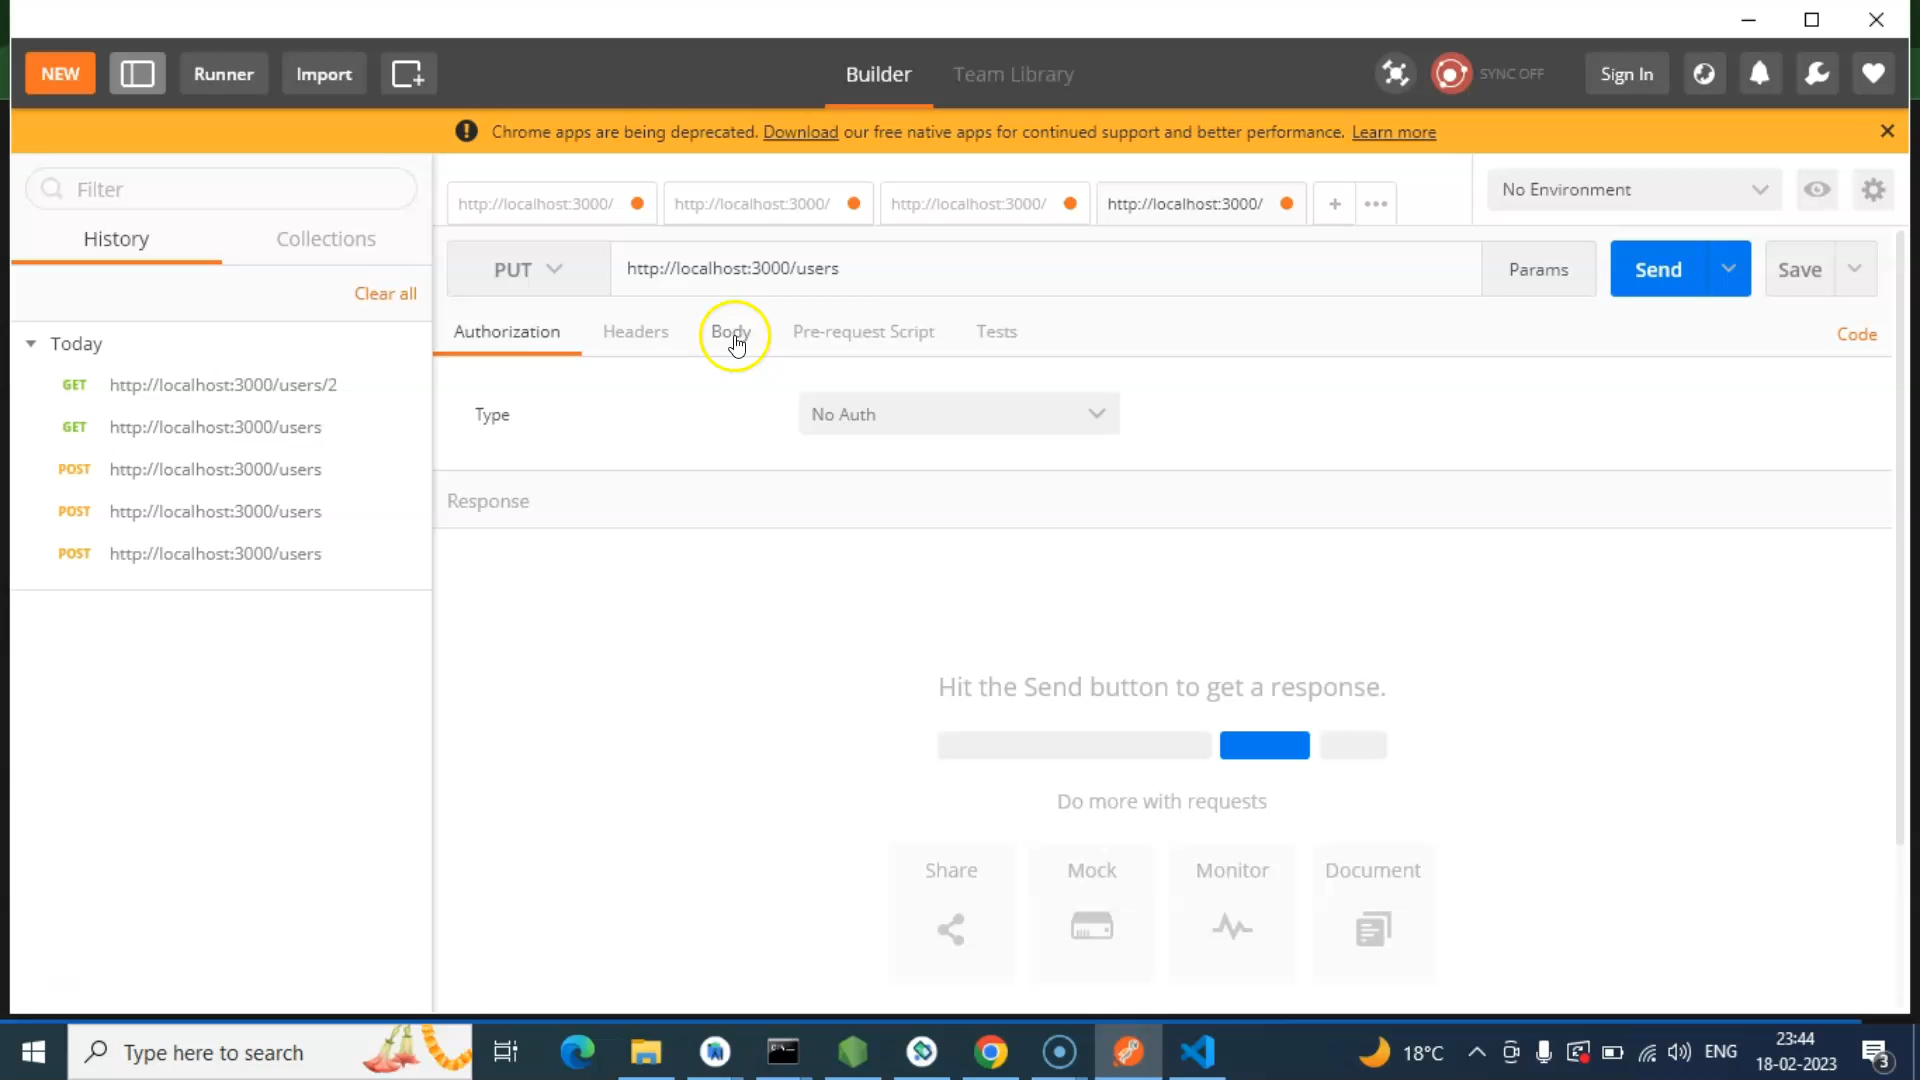 NEW
Runner
Import
Builder
Team Library
SYNC OFF
Sign In
Chrome apps are being deprecated. Download our free native apps for continued support and better performance. Learn more
Filter
History
Collections
Clear all
Today
GET http://localhost:3000/users/2
GET http://localhost:3000/users
POST http://localhost:3000/users
POST http://localhost:3000/users
POST http://localhost:3000/users
http://localhost:3000/
http://localhost:3000/
http://localhost:3000/
http://localhost:3000/
No Environment
PUT
http://localhost:3000/users
Params
Send
Save
Authorization
Headers
Body
Pre-request Script
Tests
Code
Type
No Auth
Response
Hit the Send button to get a response.
Do more with requests
Share
Mock
Monitor
Document
Type here to search
18°C
ENG
23:44
18-02-2023
3